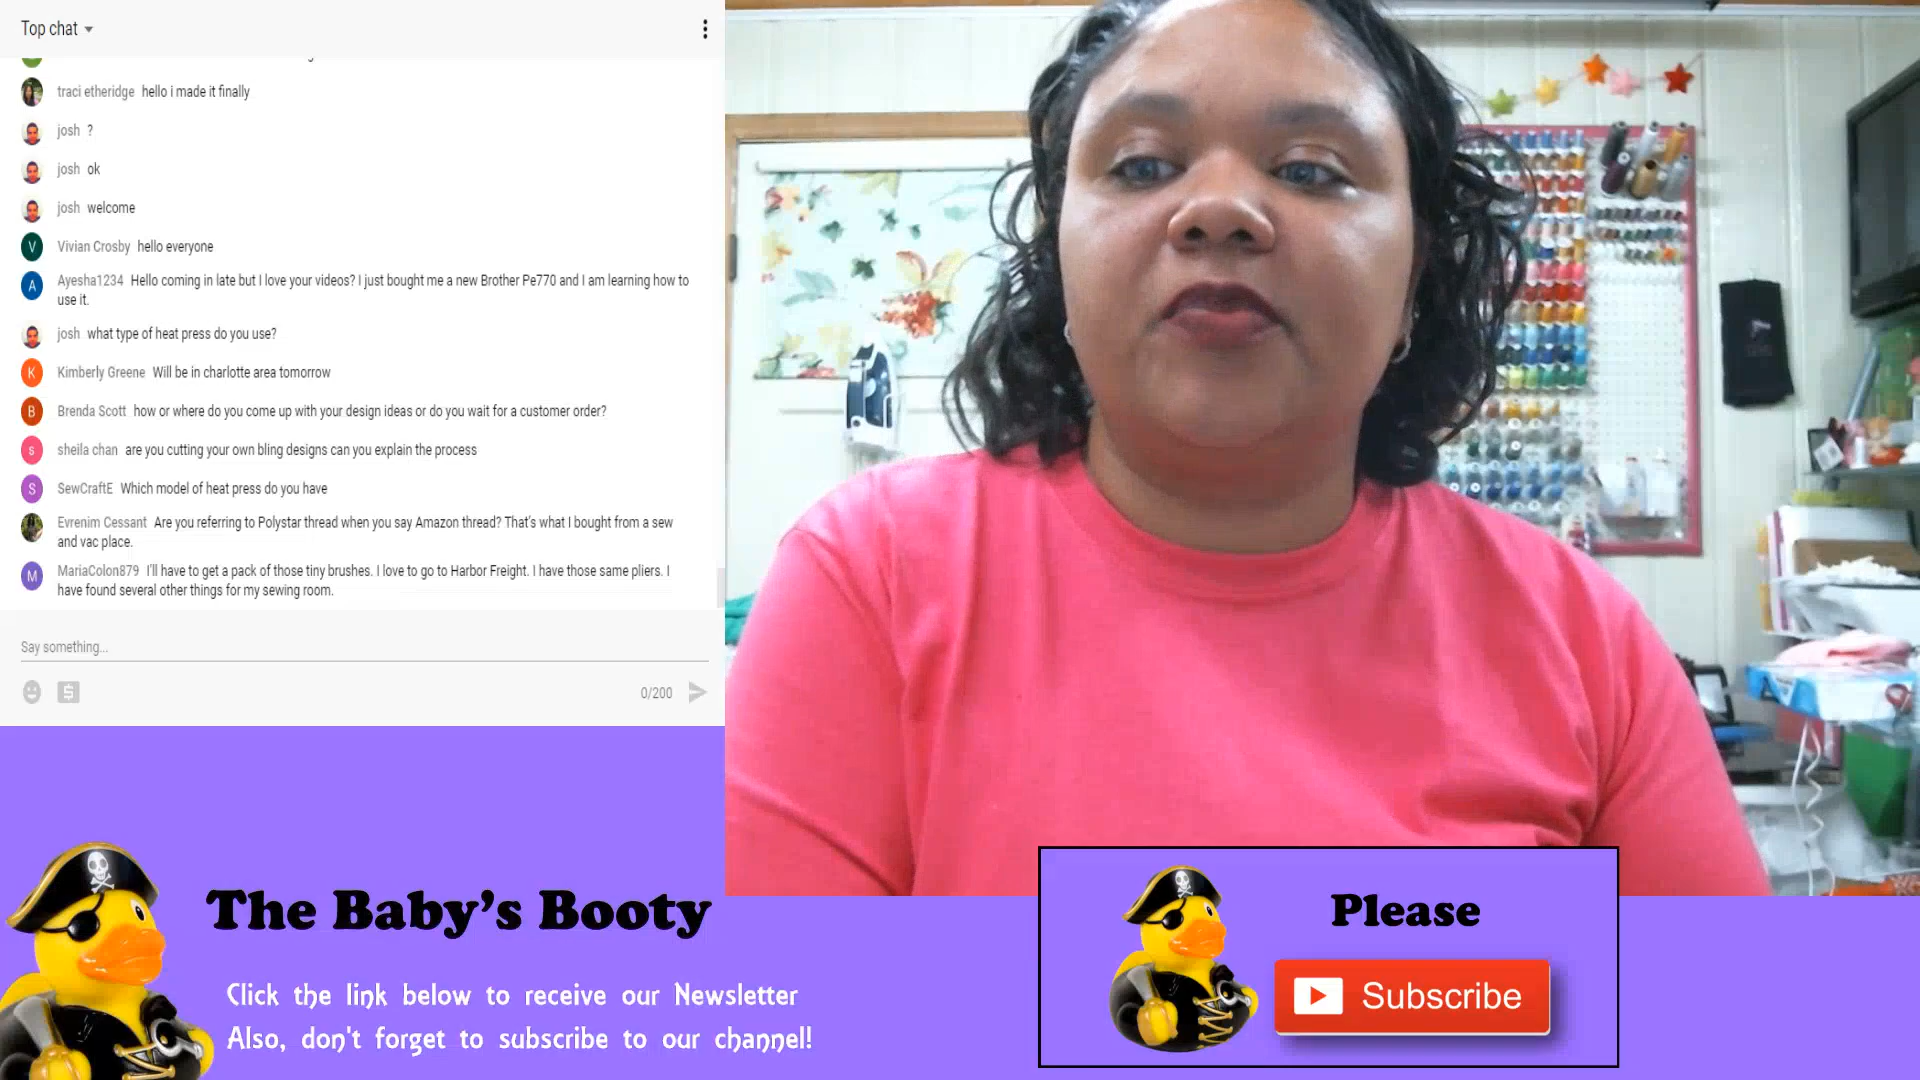 Top chat
traci etheridge hello i made it finally
josh ?
josh ok
josh welcome
V Vivian Crosby hello everyone
A Ayesha1234 Hello coming in late but I love your videos? I just bought me a new Brother Pe770 and I am learning how to
use it.
josh what type of heat press do you use?
K Kimberly Greene Will be in charlotte area tomorrow
B Brenda Scott how or where do you come up with your design ideas or do you wait for a customer order?
s sheila chan are you cutting your own bling designs can you explain the process
S SewCraftE Which model of heat press do you have
Evrenim Cessant Are you referring to Polystar thread when you say Amazon thread? That's what I bought from a sew
and vac place.
M MariaColon879 I'll have to get a pack of those tiny brushes. I love to go to Harbor Freight. I have those same pliers. I
have found several other things for my sewing room.
Say something...
0/200
The Baby's Booty
Click the link below to receive our Newsletter
Also, don't forget to subscribe to our channel!
Please
Subscribe